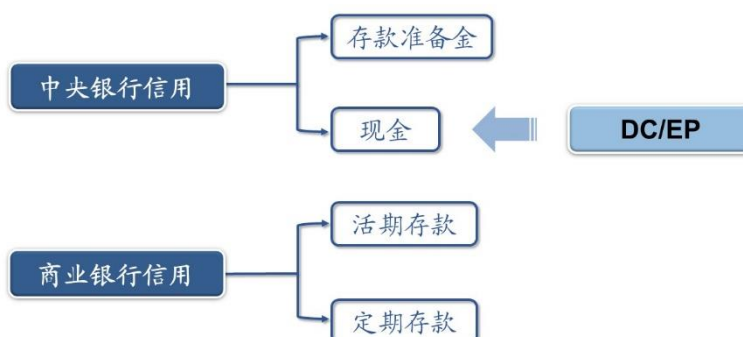 存款准备金
中央银行信用
现金
DC/EP
活期存款
商业银行信用
定期存款